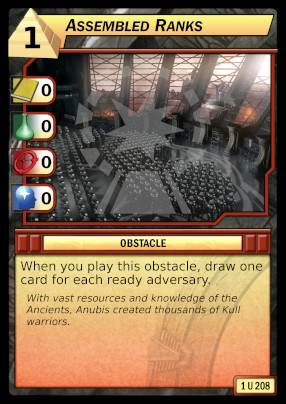 1
ASSEMBLED RANKS
0
0
0
0
OBSTACLE
When you play this obstacle, draw one
card for each ready adversary.
With vast resources and knowledge of the
Ancients, Anubis created thousands of Kull
warriors.
1 U 208